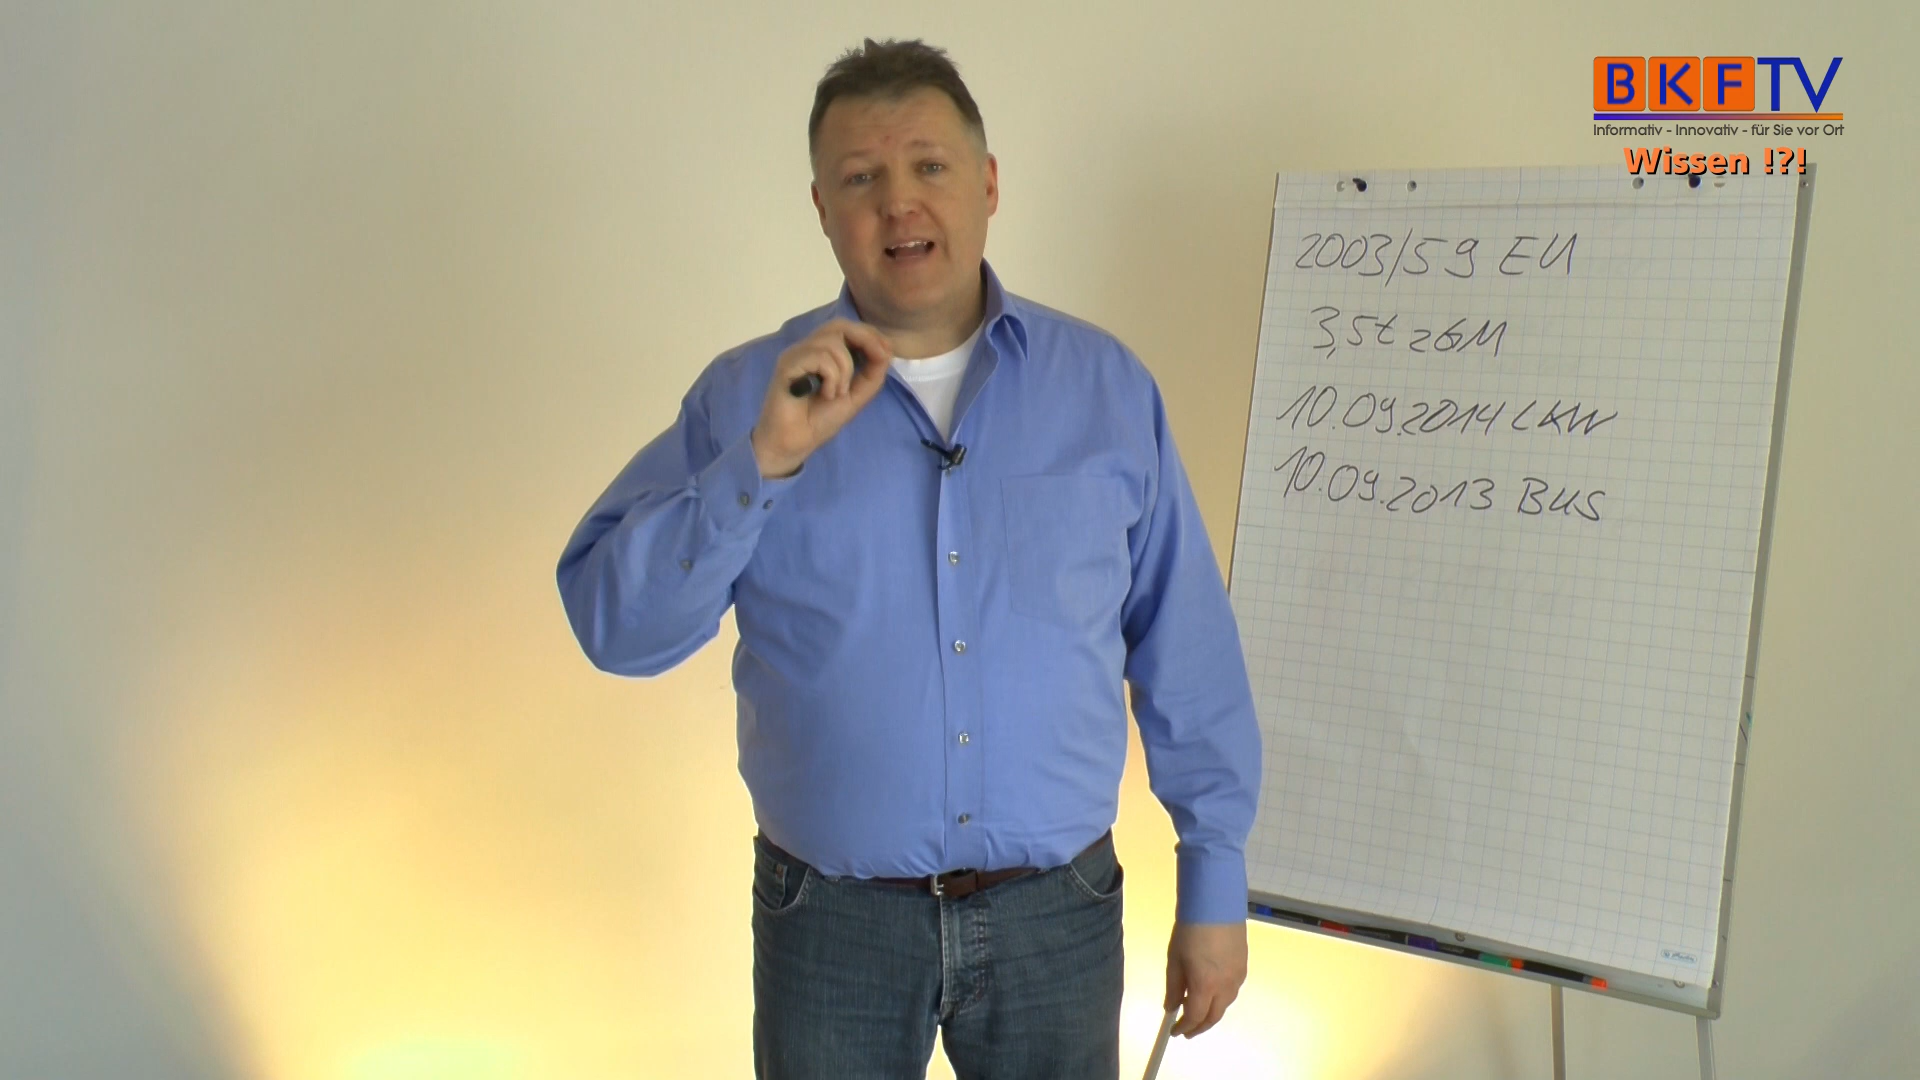 BKFTV
Informativ - Innovativ - für Sie vor Ort
Wissen !?!
2003/59 EU
3,5t zGM
10.09.2014 LKW
10.09.2013 BUS